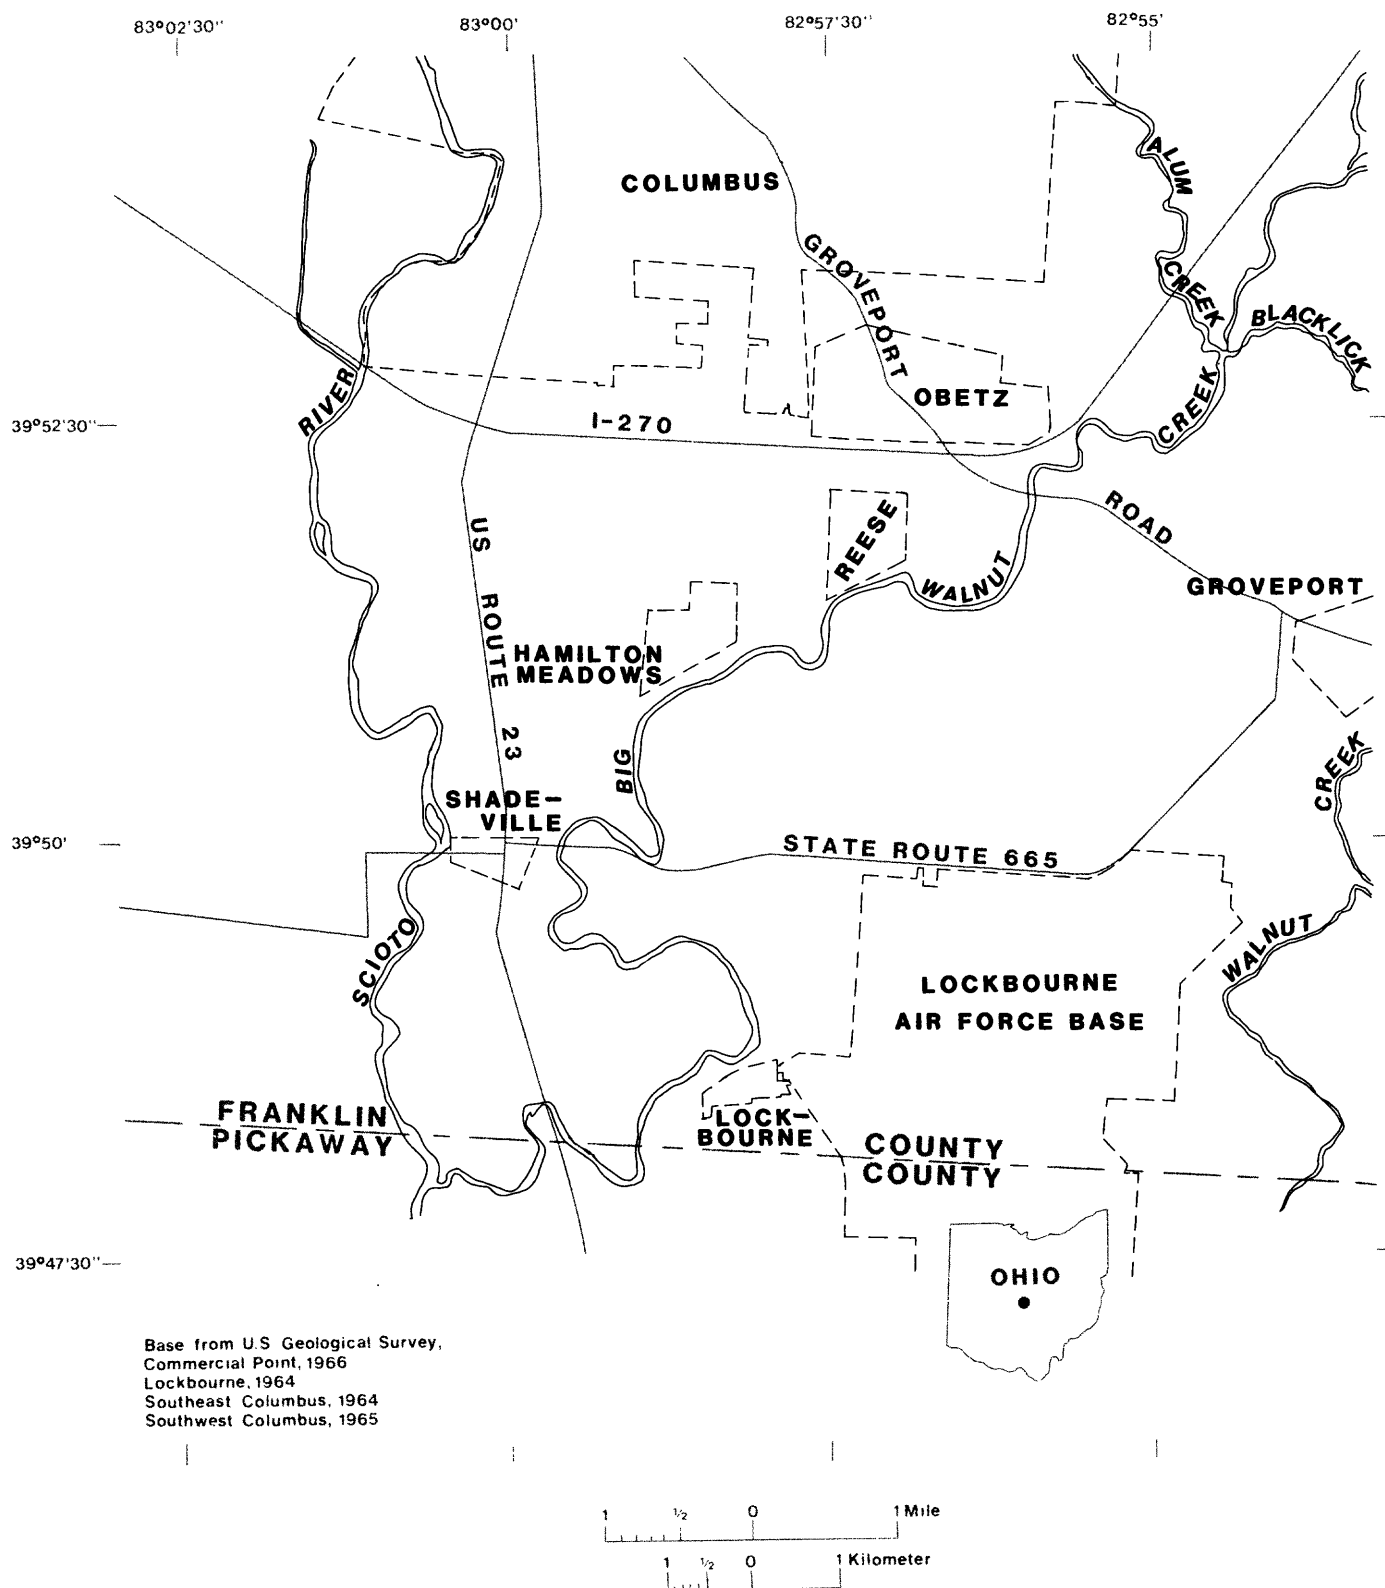 83°02'30"
83°00'
82°57'30"
82°55'
COLUMBUS
ALUM
CREEK
GROVEPORT
BLACKLICK
CREEK
RIVER
OBETZ
39°52'30"
I-270
REESE
ROAD
WALNUT
GROVEPORT
US ROUTE 23
HAMILTON
MEADOWS
BIG
CREEK
SHADE-
VILLE
39°50'
STATE ROUTE 665
SCIOTO
WALNUT
LOCKBOURNE
AIR FORCE BASE
FRANKLIN
PICKAWAY
LOCK-
BOURNE
COUNTY
COUNTY
39°47'30"
OHIO
Base from U.S Geological Survey,
Commercial Point, 1966
Lockbourne, 1964
Southeast Columbus, 1964
Southwest Columbus, 1965
1 1/2 0 1 Mile
1 1/2 0 1 Kilometer